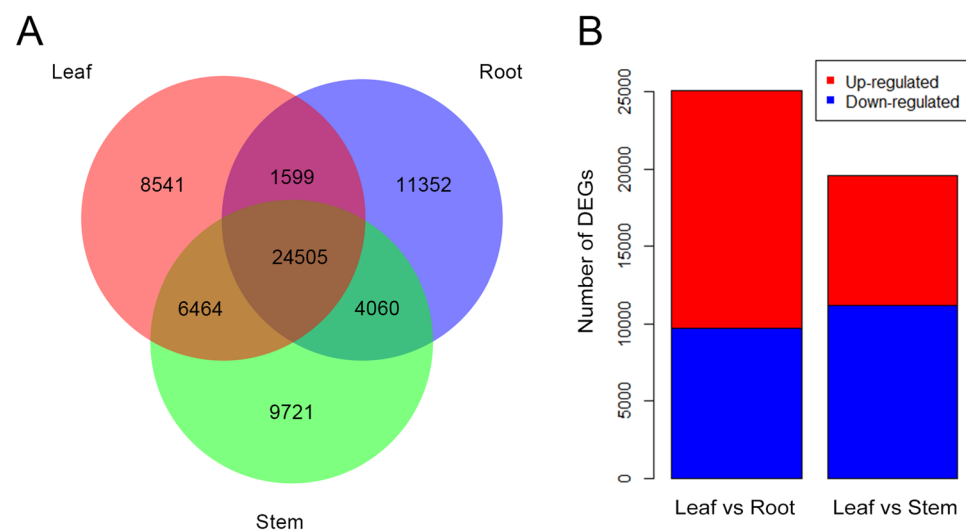 A
Leaf
Root
8541
1599
11352
24505
6464
4060
9721
Stem
B
Up-regulated
Down-regulated
Number of DEGs
25000
20000
15000
10000
5000
0
Leaf vs Root
Leaf vs Stem